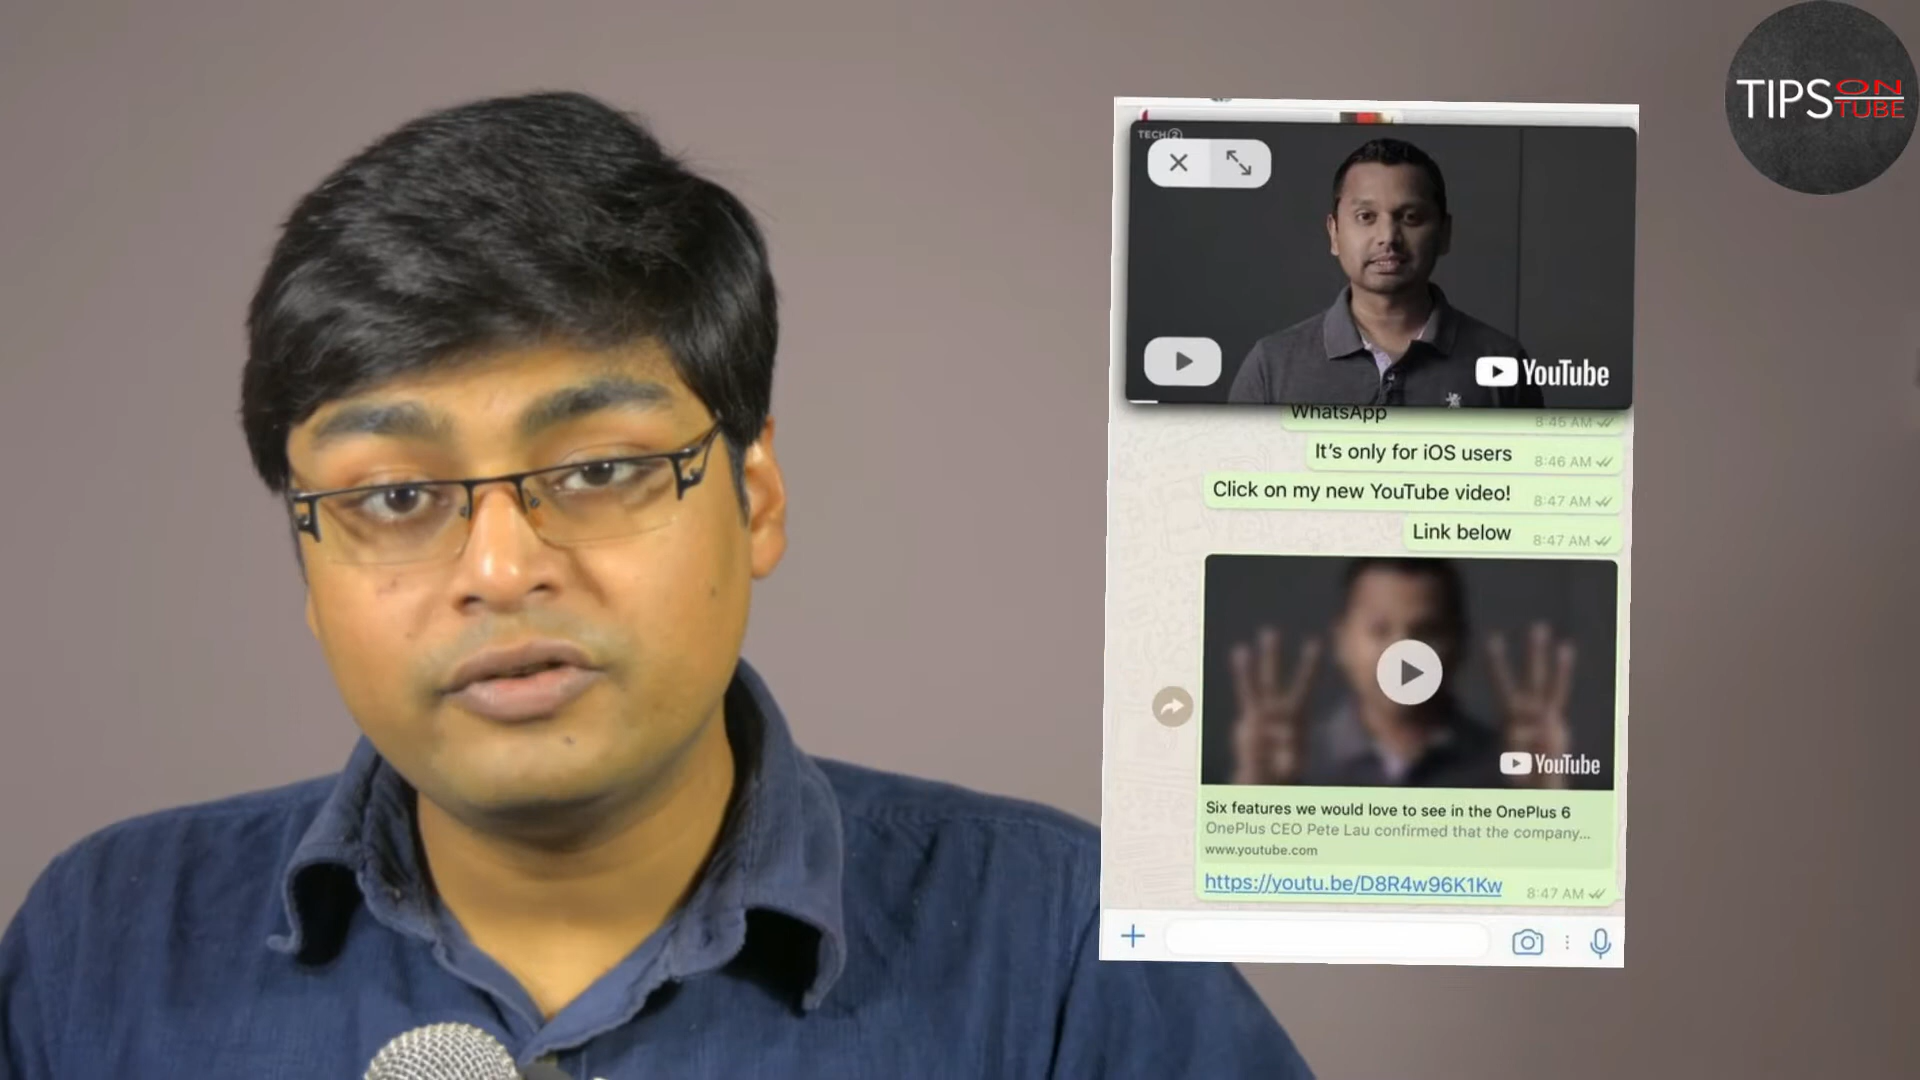 TIPS ON TUBE
TECH2
YouTube
WhatsApp
8:45 AM
It's only for iOS users
8:46 AM
Click on my new YouTube video!
8:47 AM
Link below
8:47 AM
YouTube
Six features we would love to see in the OnePlus 6
OnePlus CEO Pete Lau confirmed that the company...
www.youtube.com
https://youtu.be/D8R4w96K1Kw
8:47 AM